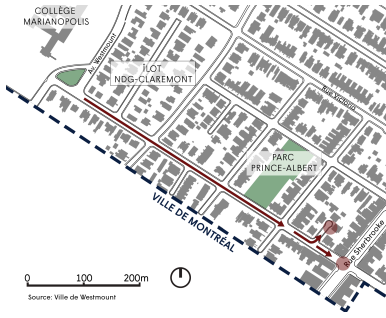 COLLÈGE
MARIANOPOLIS
Av. Westmount
ÎLOT
NDG-CLAREMONT
Rue Victoria
PARC
PRINCE-ALBERT
VILLE DE MONTRÉAL
Rue Sherbrooke
0 100 200m
Source: Ville de Westmount